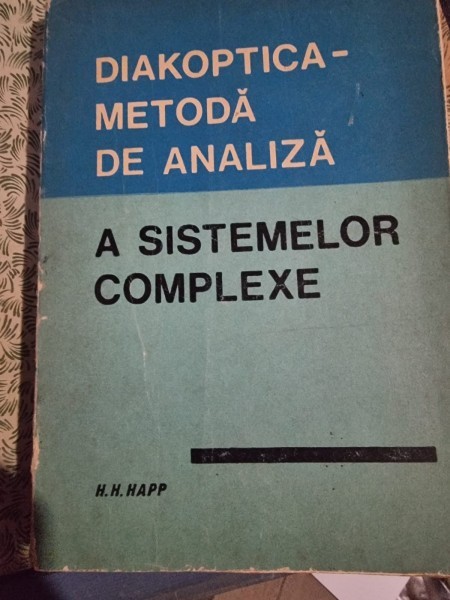 DIAKOPTICA-
METODĂ
DE ANALIZĂ
A SISTEMELOR
COMPLEXE
H.H. HAPP